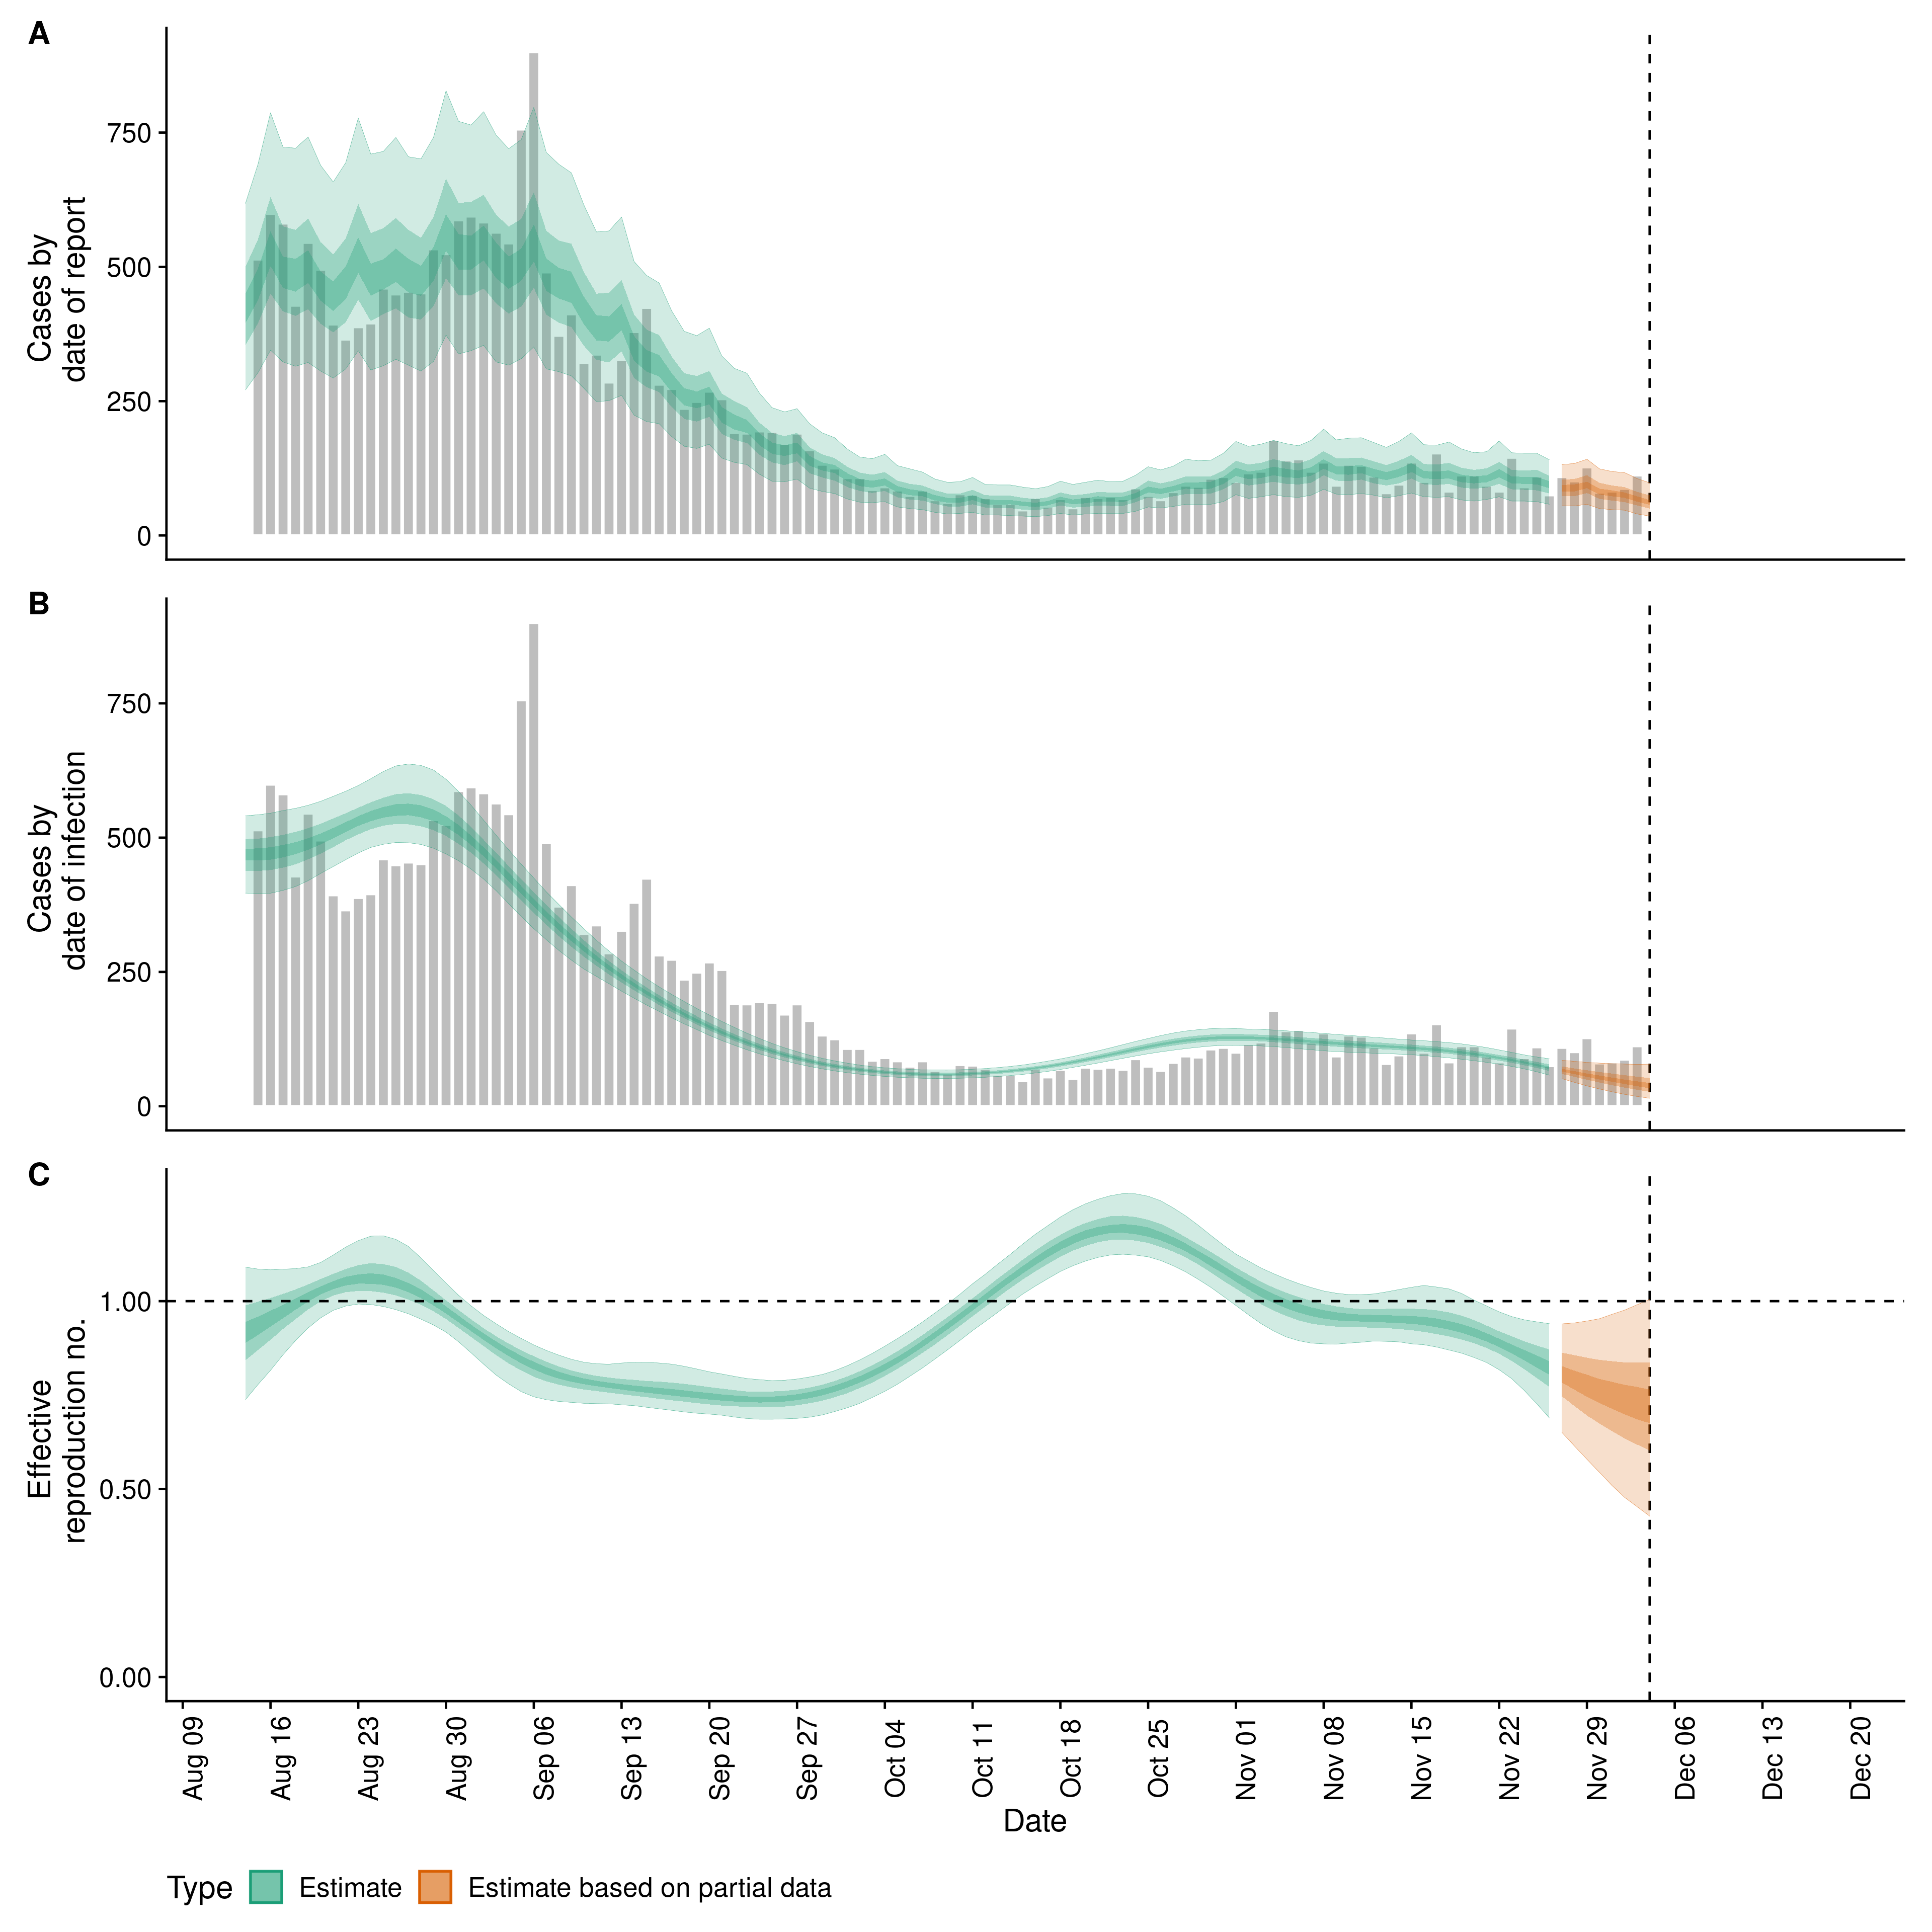 A
Cases by
date of report
750
500
250
0
B
Cases by
date of infection
750
500
250
0
C
Effective
reproduction no.
1.00
0.50
0.00
Aug 09
Aug 16
Aug 23
Aug 30
Sep 06
Sep 13
Sep 20
Sep 27
Oct 04
Oct 11
Oct 18
Oct 25
Nov 01
Nov 08
Nov 15
Nov 22
Nov 29
Dec 06
Dec 13
Dec 20
Date
Type Estimate Estimate based on partial data